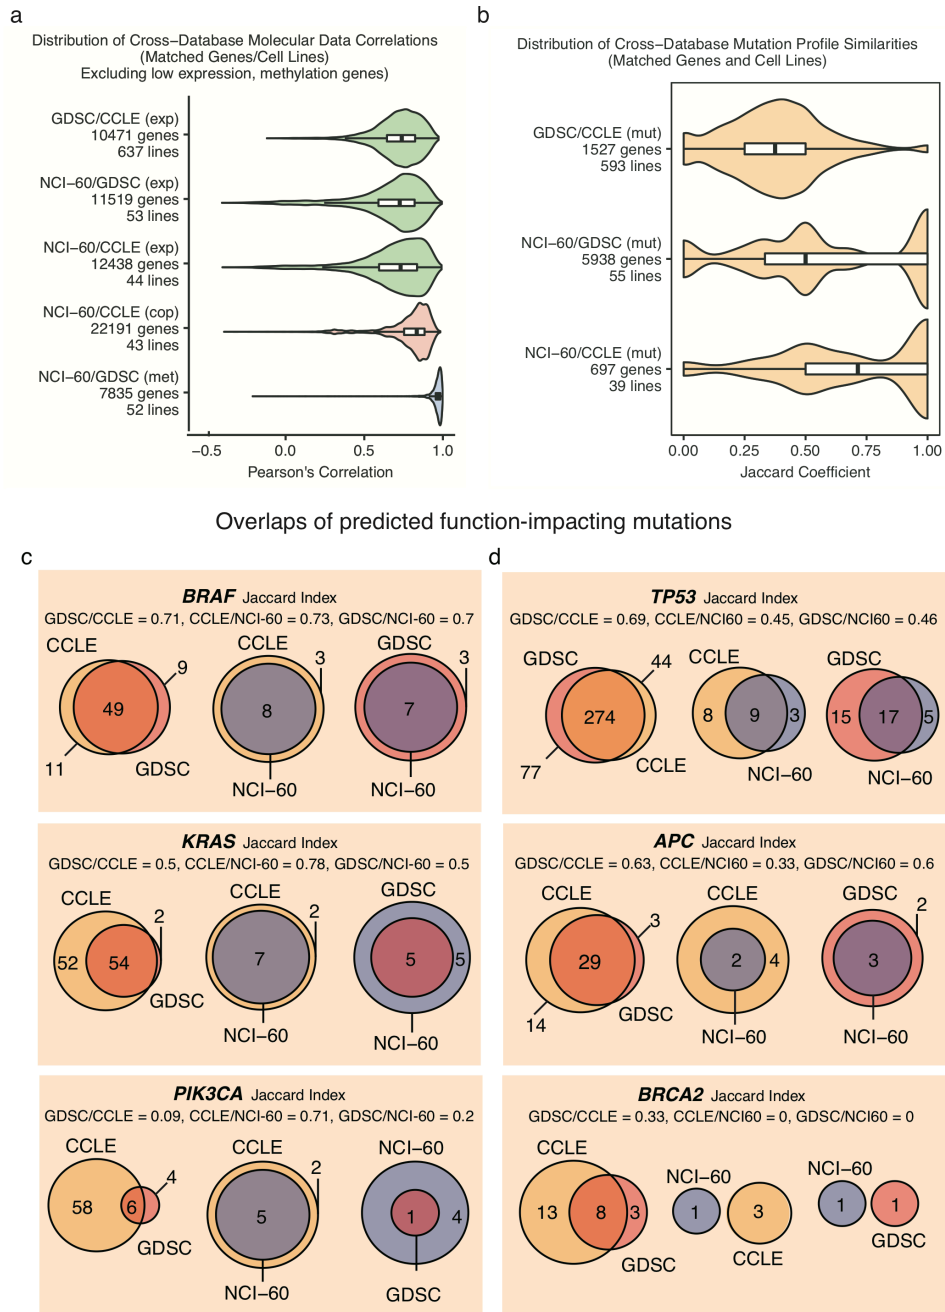 a
Distribution of Cross−Database Molecular Data Correlations
(Matched Genes/Cell Lines)
Excluding low expression, methylation genes)
GDSC/CCLE (exp)
10471 genes
637 lines
NCI−60/GDSC (exp)
11519 genes
53 lines
NCI−60/CCLE (exp)
12438 genes
44 lines
NCI−60/CCLE (cop)
22191 genes
43 lines
NCI−60/GDSC (met)
7835 genes
52 lines
−0.5 0.0 0.5 1.0
Pearson's Correlation
b
Distribution of Cross−Database Mutation Profile Similarities
(Matched Genes and Cell Lines)
GDSC/CCLE (mut)
1527 genes
593 lines
NCI−60/GDSC (mut)
5938 genes
55 lines
NCI−60/CCLE (mut)
697 genes
39 lines
0.00 0.25 0.50 0.75 1.00
Jaccard Coefficient
Overlaps of predicted function-impacting mutations
c
BRAF Jaccard Index
GDSC/CCLE = 0.71, CCLE/NCI-60 = 0.73, GDSC/NCI-60 = 0.7
CCLE
9
49
11
GDSC
CCLE
3
8
NCI−60
GDSC
3
7
NCI−60
KRAS Jaccard Index
GDSC/CCLE = 0.5, CCLE/NCI-60 = 0.78, GDSC/NCI-60 = 0.5
CCLE
2
52 54
GDSC
CCLE
2
7
NCI−60
GDSC
5 5
NCI−60
PIK3CA Jaccard Index
GDSC/CCLE = 0.09, CCLE/NCI-60 = 0.71, GDSC/NCI-60 = 0.2
CCLE
4
58 6
GDSC
CCLE
2
5
NCI−60
NCI−60
1 4
GDSC
d
TP53 Jaccard Index
GDSC/CCLE = 0.69, CCLE/NCI60 = 0.45, GDSC/NCI60 = 0.46
GDSC
44
274
77
CCLE
CCLE
8 9 3
NCI−60
GDSC
15 17 5
NCI−60
APC Jaccard Index
GDSC/CCLE = 0.63, CCLE/NCI60 = 0.33, GDSC/NCI60 = 0.6
CCLE
3
29
14
GDSC
CCLE
2 4
NCI−60
GDSC
2
3
NCI−60
BRCA2 Jaccard Index
GDSC/CCLE = 0.33, CCLE/NCI60 = 0, GDSC/NCI60 = 0
CCLE
13 8 3
GDSC
NCI−60
1 3
CCLE
NCI−60
1 1
GDSC